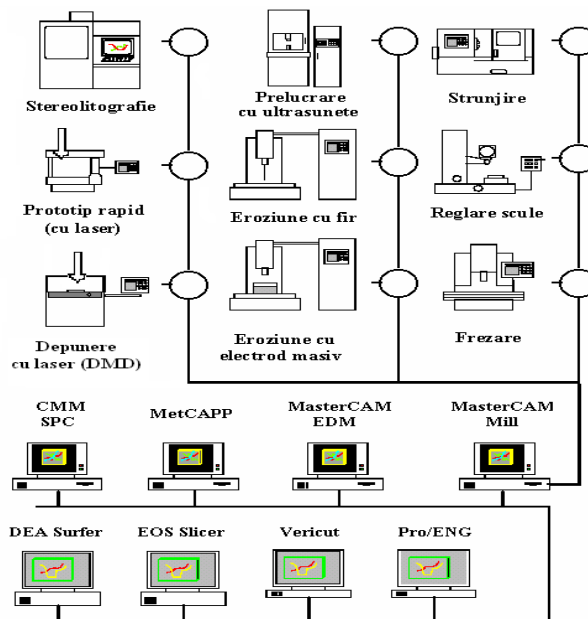 Stereolitografie
Prelucrare
cu ultrasunete
Strunjire
Prototip rapid
(cu laser)
Eroziune cu fir
Reglare scule
Depunere
cu laser (DMD)
Eroziune cu
electrod masiv
Frezare
CMM
SPC
MetCAPP
MasterCAM
EDM
MasterCAM
Mill
DEA Surfer
EOS Slicer
Vericut
Pro/ENG